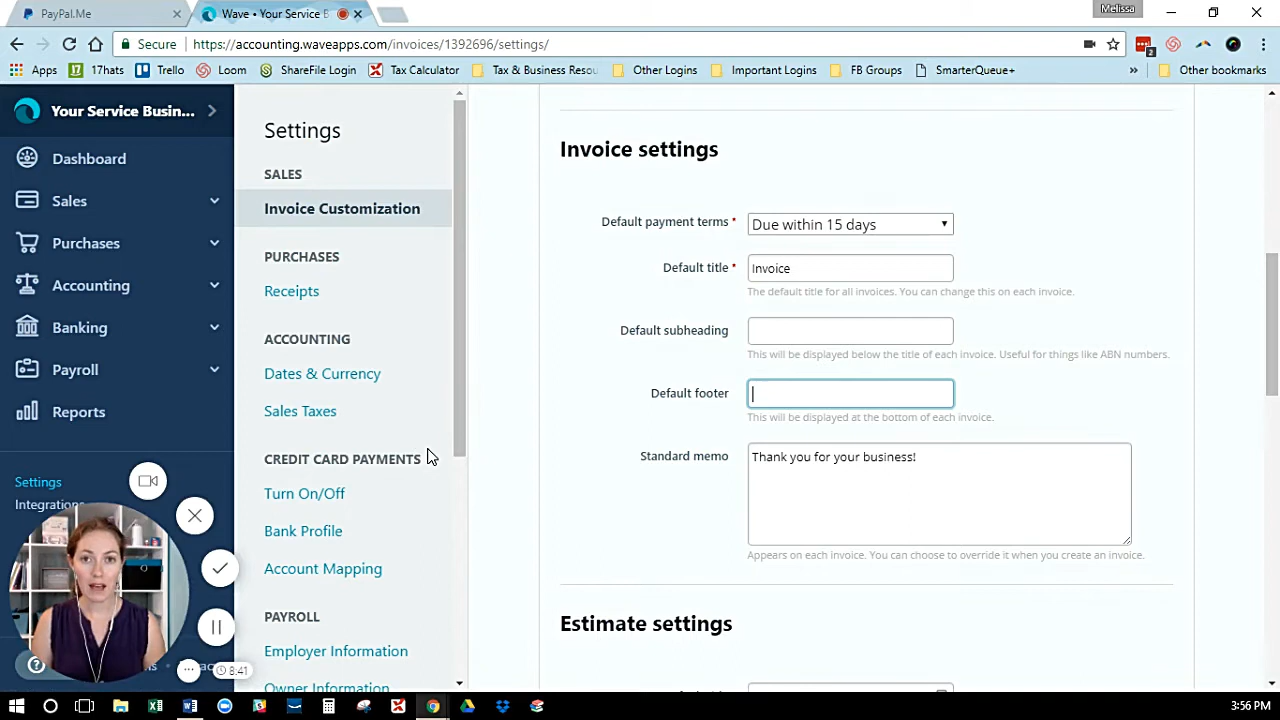 PayPal.Me
Wave • Your Service B
Melissa
Secure
https://accounting.waveapps.com/invoices/1392696/settings/
2
Apps
17
17hats
Trello
Loom
ShareFile Login
Tax Calculator
Tax & Business Resou
Other Logins
Important Logins
FB Groups
SmarterQueue+
»
Other bookmarks
Your Service Busin...
Dashboard
Sales
Purchases
Accounting
Banking
Payroll
Reports
Settings
Integrations
8:41
Settings
SALES
Invoice Customization
PURCHASES
Receipts
ACCOUNTING
Dates & Currency
Sales Taxes
CREDIT CARD PAYMENTS
Turn On/Off
Bank Profile
Account Mapping
PAYROLL
Employer Information
Owner Information
Invoice settings
Default payment terms *
Due within 15 days
Default title *
Invoice
The default title for all invoices. You can change this on each invoice.
Default subheading
This will be displayed below the title of each invoice. Useful for things like ABN numbers.
Default footer
This will be displayed at the bottom of each invoice.
Standard memo
Thank you for your business!
Appears on each invoice. You can choose to override it when you create an invoice.
Estimate settings
3:56 PM